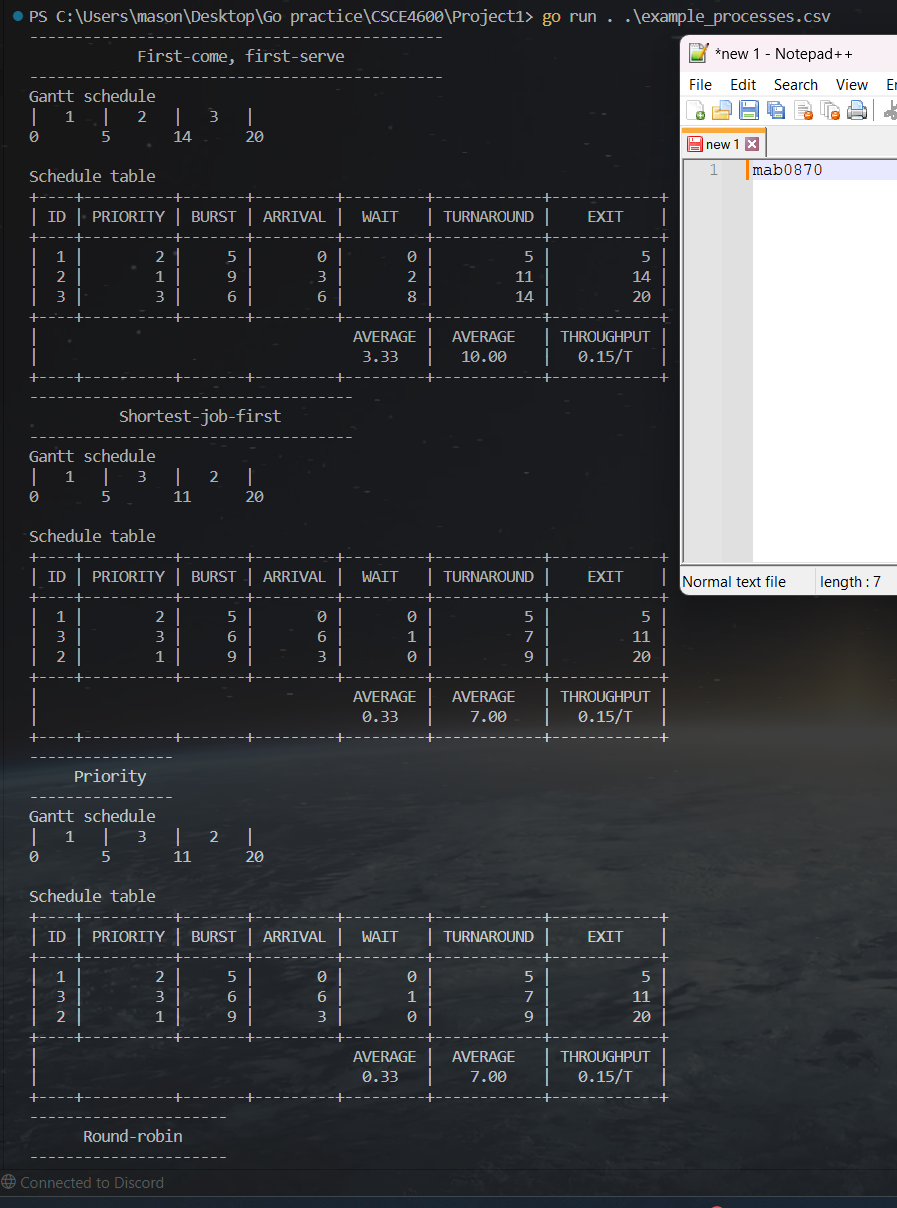 PS C:\Users\mason\Desktop\Go practice\CSCE4600\Project1> go run . .\example_processes.csv
----------------------------------------------
First-come, first-serve
----------------------------------------------
Gantt schedule
|   1   |   2   |   3   |
0       5       14      20
Schedule table
+----+----------+-------+---------+---------+------------+------------+
| ID | PRIORITY | BURST | ARRIVAL |  WAIT   | TURNAROUND |    EXIT    |
+----+----------+-------+---------+---------+------------+------------+
|  1 |        2 |     5 |       0 |       0 |          5 |          5 |
|  2 |        1 |     9 |       3 |       2 |         11 |         14 |
|  3 |        3 |     6 |       6 |       8 |         14 |         20 |
+----+----------+-------+---------+---------+------------+------------+
|                                   AVERAGE |  AVERAGE   | THROUGHPUT |
|                                    3.33   |   10.00    |   0.15/T   |
+----+----------+-------+---------+---------+------------+------------+
------------------------------------
Shortest-job-first
------------------------------------
Gantt schedule
|   1   |   3   |   2   |
0       5       11      20
Schedule table
+----+----------+-------+---------+---------+------------+------------+
| ID | PRIORITY | BURST | ARRIVAL |  WAIT   | TURNAROUND |    EXIT    |
+----+----------+-------+---------+---------+------------+------------+
|  1 |        2 |     5 |       0 |       0 |          5 |          5 |
|  3 |        3 |     6 |       6 |       1 |          7 |         11 |
|  2 |        1 |     9 |       3 |       0 |          9 |         20 |
+----+----------+-------+---------+---------+------------+------------+
|                                   AVERAGE |  AVERAGE   | THROUGHPUT |
|                                    0.33   |    7.00    |   0.15/T   |
+----+----------+-------+---------+---------+------------+------------+
----------------
Priority
----------------
Gantt schedule
|   1   |   3   |   2   |
0       5       11      20
Schedule table
+----+----------+-------+---------+---------+------------+------------+
| ID | PRIORITY | BURST | ARRIVAL |  WAIT   | TURNAROUND |    EXIT    |
+----+----------+-------+---------+---------+------------+------------+
|  1 |        2 |     5 |       0 |       0 |          5 |          5 |
|  3 |        3 |     6 |       6 |       1 |          7 |         11 |
|  2 |        1 |     9 |       3 |       0 |          9 |         20 |
+----+----------+-------+---------+---------+------------+------------+
|                                   AVERAGE |  AVERAGE   | THROUGHPUT |
|                                    0.33   |    7.00    |   0.15/T   |
+----+----------+-------+---------+---------+------------+------------+
----------------------
Round-robin
----------------------
Connected to Discord
*new 1 - Notepad++
File Edit Search View
new 1
1 mab0870
Normal text file length : 7